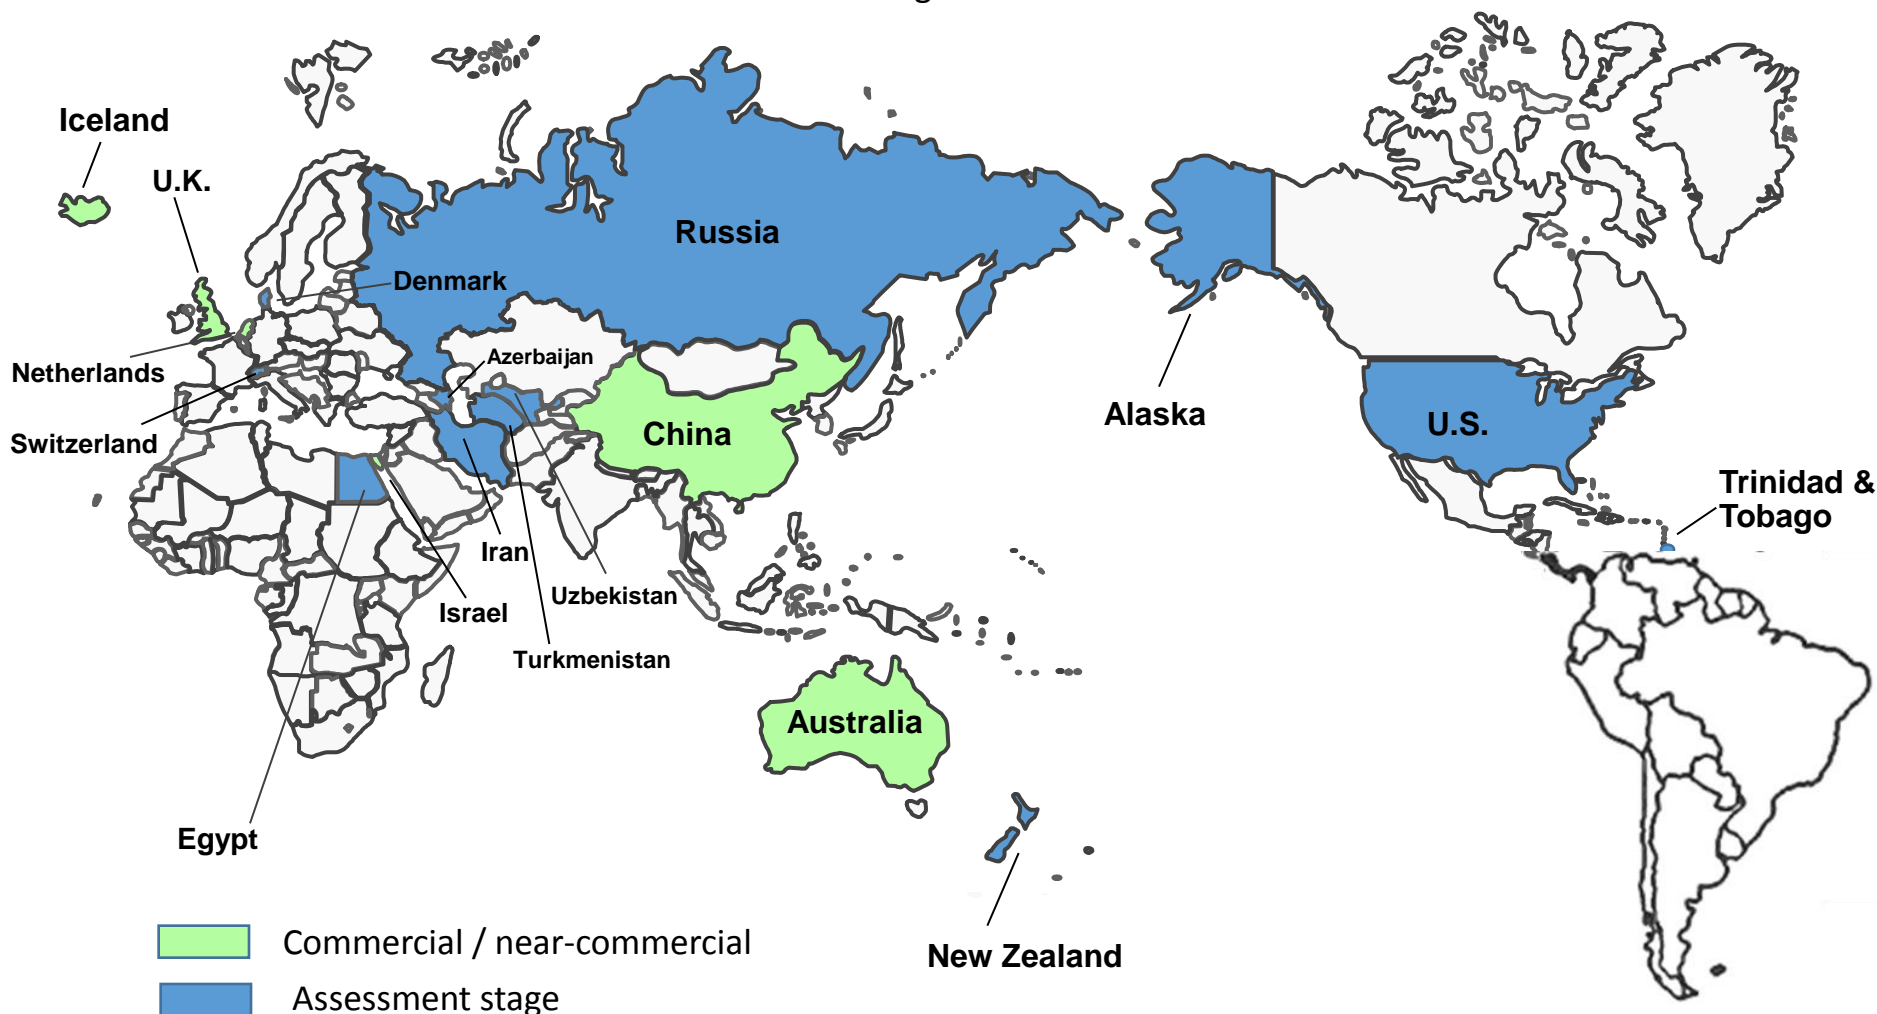 Iceland
U.K.
Russia
Denmark
Azerbaijan
Netherlands
Switzerland
China
Alaska
U.S.
Trinidad &
Tobago
Iran
Uzbekistan
Israel
Turkmenistan
Australia
Egypt
New Zealand
Commercial / near-commercial
Assessment stage